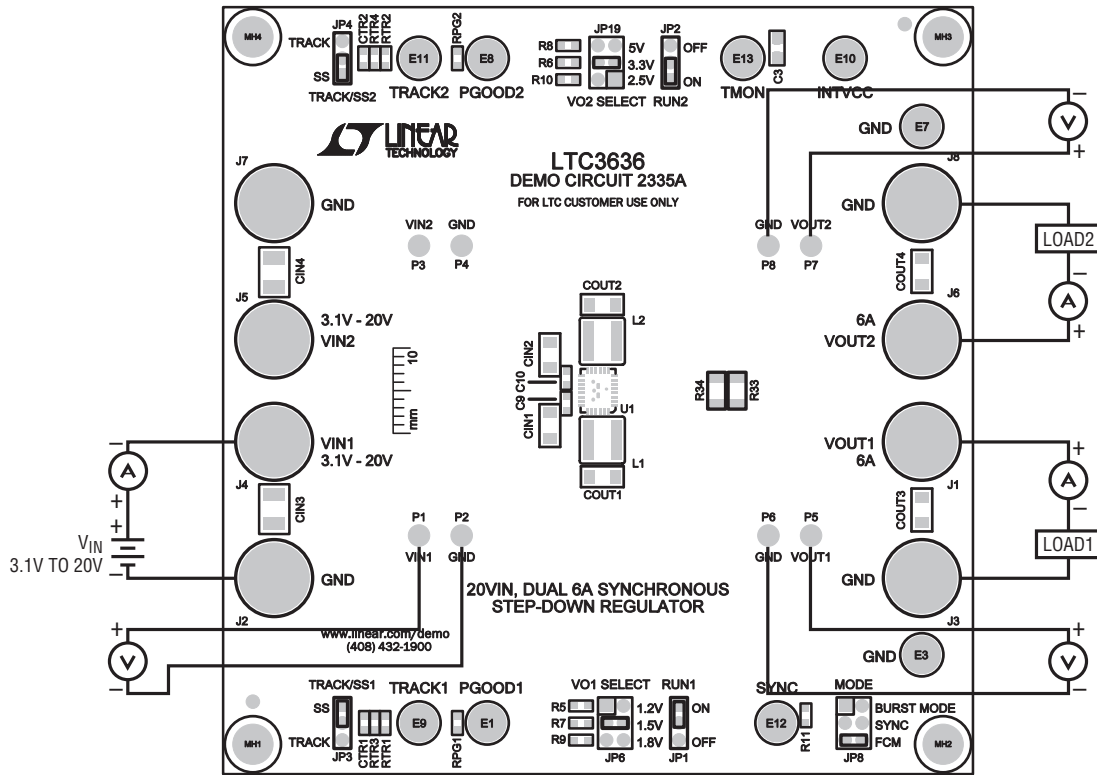 MH4
JP4
TRACK
SS
TRACK/SS2
CTR2
RTR4
RTR2
E11
TRACK2
RPG2
E8
PGOOD2
R8
R6
R10
JP19
5V
3.3V
2.5V
VO2 SELECT
JP2
OFF
ON
RUN2
E13
TMON
C3
E10
INTVCC
MH3
GND
E7
V
−
+
LINEAR
TECHNOLOGY
LTC3636
DEMO CIRCUIT 2335A
FOR LTC CUSTOMER USE ONLY
J7
GND
J8
GND
VIN2
GND
P3
P4
GND
VOUT2
P8
P7
LOAD2
−
A
+
CIN4
COUT4
J5
3.1V - 20V
VIN2
J6
6A
VOUT2
COUT2
L2
CIN2
C10
C9
CIN1
U1
L1
COUT1
10
mm
R34
R33
VIN1
3.1V - 20V
J4
VOUT1
6A
J1
−
A
+
+
VIN
3.1V TO 20V
−
+
A
−
LOAD1
CIN3
COUT3
P1
P2
VIN1
GND
P6
P5
GND
VOUT1
GND
J2
GND
J3
20VIN, DUAL 6A SYNCHRONOUS
STEP-DOWN REGULATOR
www.linear.com/demo
(408) 432-1900
+
V
−
+
V
−
GND
E3
TRACK/SS1
SS
TRACK
JP3
CTR1
RTR3
RTR1
TRACK1
E9
RPG1
PGOOD1
E1
R5
R7
R9
VO1 SELECT
1.2V
1.5V
1.8V
JP6
RUN1
ON
OFF
JP1
SYNC
E12
R11
MODE
BURST MODE
SYNC
FCM
JP8
MH1
MH2